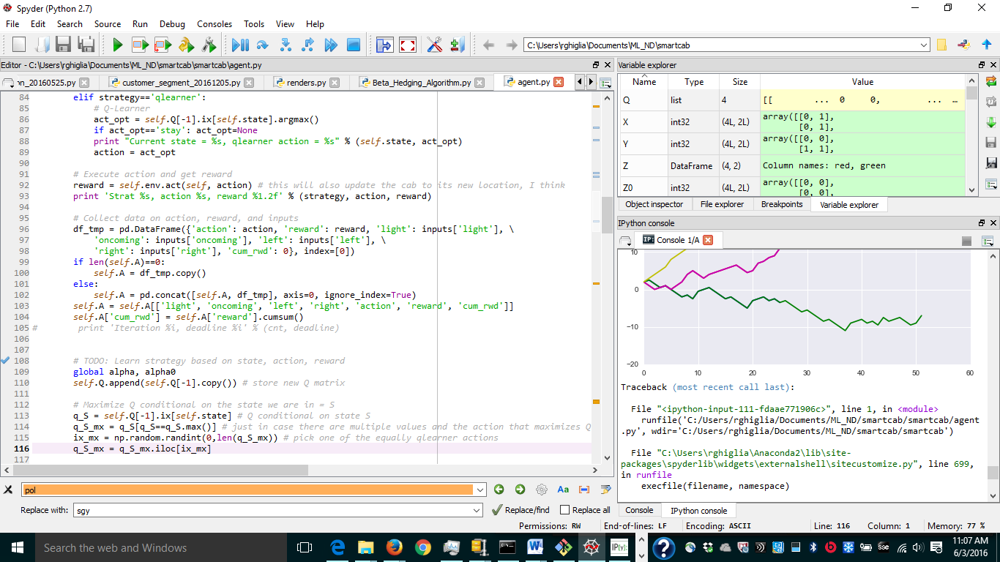 Spyder (Python 2.7)
File Edit Search Source Run Debug Consoles Tools View Help
C:\Users\rghiglia\Documents\ML_ND\smartcab
Editor - C:\Users\rghiglia\Documents\ML_ND\smartcab\smartcab\agent.py
on_20160525.py customer_segment_20161205.py renders.py Beta_Hedging_Algorithm.py agent.py
84 elif strategy=='qlearner':
85 # Q-Learner
86 act_opt = self.Q[-1].ix[self.state].argmax()
87 if act_opt=='stay': act_opt=None
88 print "Current state = %s, qlearner action = %s" % (self.state, act_opt)
89 action = act_opt
90
91 # Execute action and get reward
92 reward = self.env.act(self, action) # this will also update the cab to its new location, I think
93 print 'Strat %s, action %s, reward %1.2f' % (strategy, action, reward)
94
95 # Collect data on action, reward, and inputs
96 df_tmp = pd.DataFrame({'action': action, 'reward': reward, 'light': inputs['light'], \
97 'oncoming': inputs['oncoming'], 'left': inputs['left'], \
98 'right': inputs['right'], 'cum_rwd': 0}, index=[0])
99 if len(self.A)==0:
100 self.A = df_tmp.copy()
101 else:
102 self.A = pd.concat([self.A, df_tmp], axis=0, ignore_index=True)
103 self.A = self.A[['light', 'oncoming', 'left', 'right', 'action', 'reward', 'cum_rwd']]
104 self.A['cum_rwd'] = self.A['reward'].cumsum()
105 # print 'Iteration %i, deadline %i' % (cnt, deadline)
106
107
108 # TODO: Learn strategy based on state, action, reward
109 global alpha, alpha0
110 self.Q.append(self.Q[-1].copy()) # store new Q matrix
111
112 # Maximize Q conditional on the state we are in = S
113 q_S = self.Q[-1].ix[self.state] # Q conditional on state S
114 q_S_mx = q_S[q_S==q_S.max()] # just in case there are multiple values and the action that maximizes Q
115 ix_mx = np.random.randint(0,len(q_S_mx)) # pick one of the equally qlearner actions
116 q_S_mx = q_S_mx.iloc[ix_mx]
117
pol
Aa
Replace with: sgy Replace/find Replace all
Variable explorer
Name Type Size Value
Q list 4 [[ ... 0 0, ... …
X int32 (4L, 2L) array([[0, 1],
[0, 1],
Y int32 (4L, 2L) array([[0, 0],
[1, 1],
Z DataFrame (4, 2) Column names: red, green
Z0 int32 (4L, 2L) array([[0, 0],
[0, 0],
Object inspector File explorer Breakpoints Variable explorer
IPython console
IP: Console 1/A
10
0
−10
−20
0 10 20 30 40 50 60
Traceback (most recent call last):
File "<ipython-input-111-fdaae771906c>", line 1, in <module>
runfile('C:/Users/rghiglia/Documents/ML_ND/smartcab/smartcab/agent
.py', wdir='C:/Users/rghiglia/Documents/ML_ND/smartcab/smartcab')
File "C:\Users\rghiglia\Anaconda2\lib\site-
packages\spyderlib\widgets\externalshell\sitecustomize.py", line 699,
in runfile
execfile(filename, namespace)
Console IPython console
Permissions: RW End-of-lines: LF Encoding: ASCII Line: 116 Column: 1 Memory: 77 %
Search the web and Windows
IP[y]:
sse
11:07 AM
6/3/2016